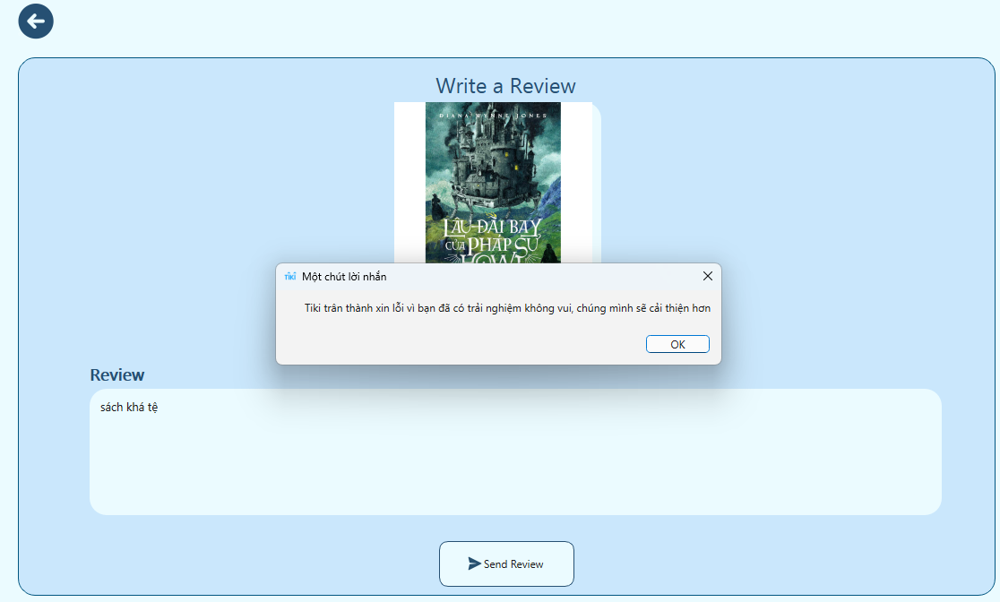 Write a Review
DIANA WYNNE JONES
LÂU ĐÀI BAY
CỦA PHÁP SƯ
HOWL
TIKI Một chút lời nhắn
Tiki trân thành xin lỗi vì bạn đã có trải nghiệm không vui, chúng mình sẽ cải thiện hơn
OK
Review
sách khá tệ
Send Review